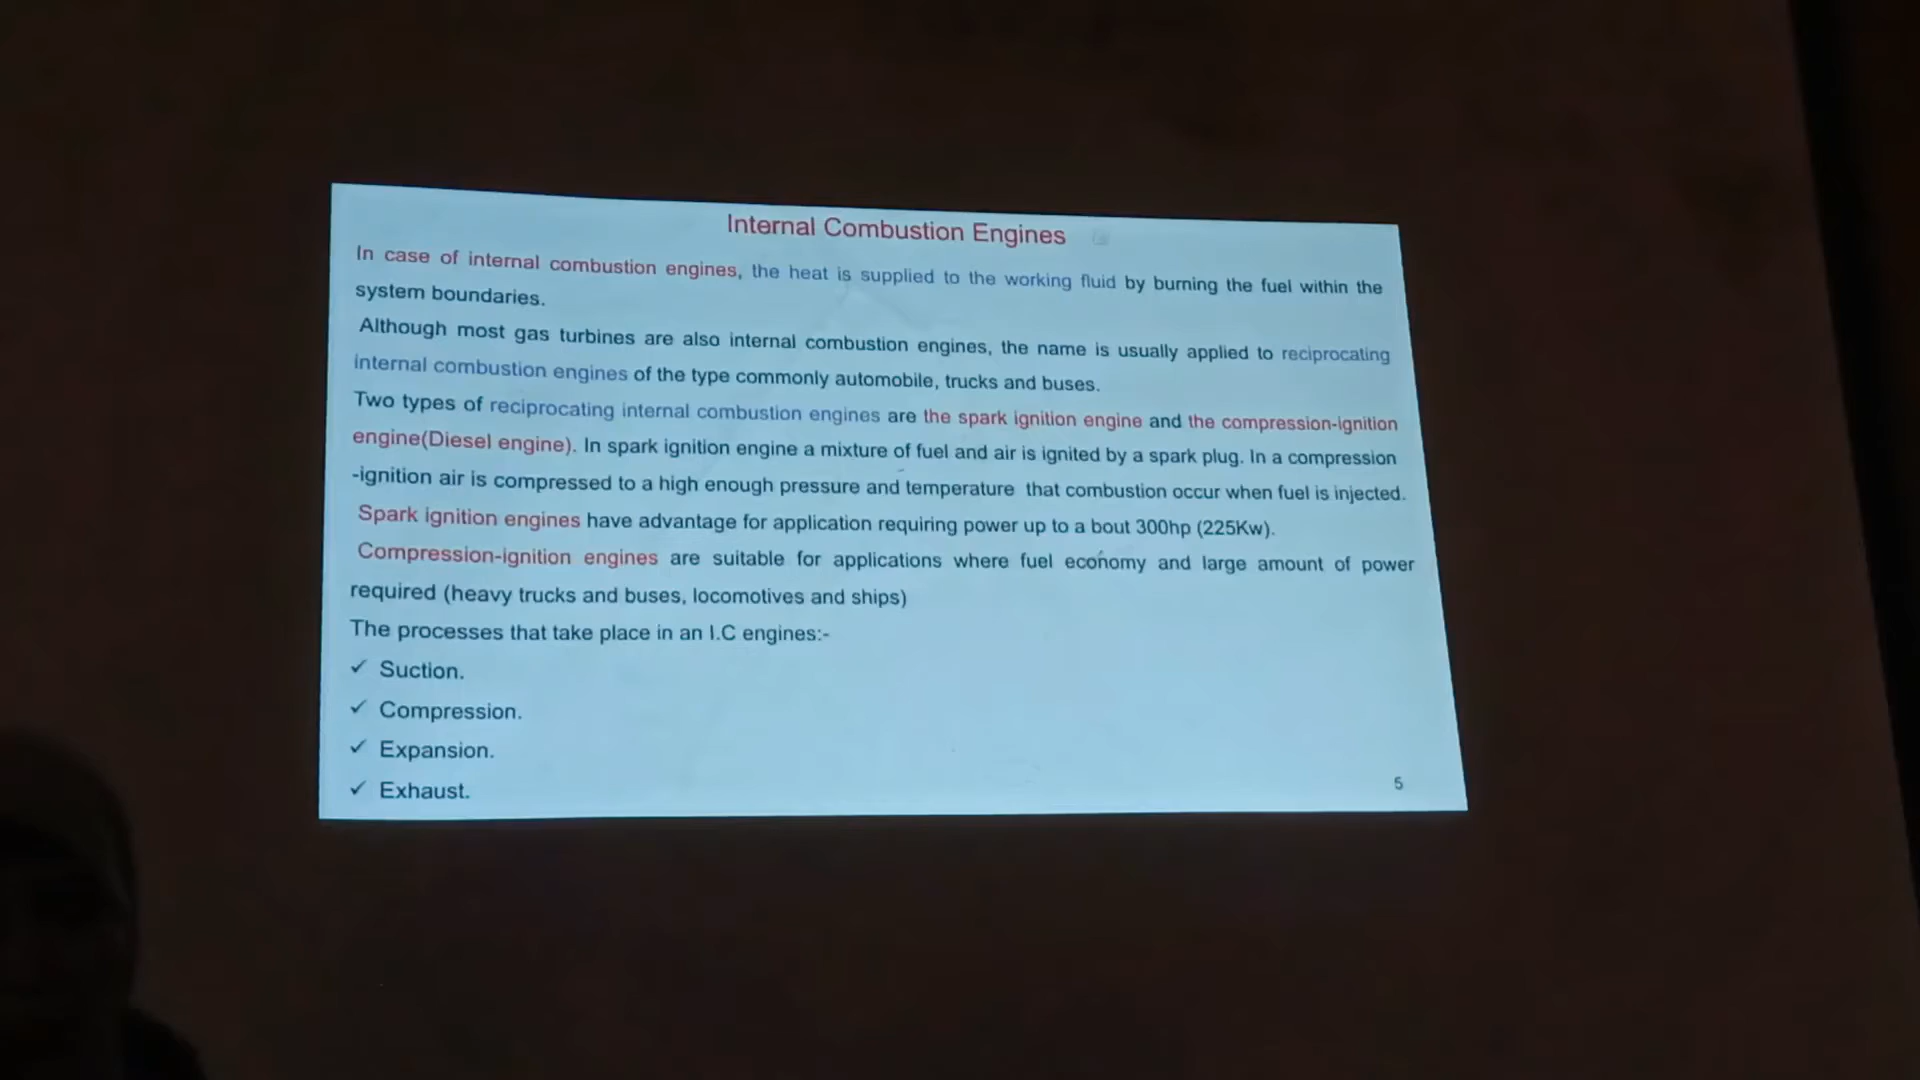 Internal Combustion Engines
In case of internal combustion engines, the heat is supplied to the working fluid by burning the fuel within the
system boundaries.
Although most gas turbines are also internal combustion engines, the name is usually applied to reciprocating
internal combustion engines of the type commonly automobile, trucks and buses.
Two types of reciprocating internal combustion engines are the spark ignition engine and the compression-ignition
engine(Diesel engine). In spark ignition engine a mixture of fuel and air is ignited by a spark plug. In a compression
-ignition air is compressed to a high enough pressure and temperature that combustion occur when fuel is injected.
Spark ignition engines have advantage for application requiring power up to a bout 300hp (225Kw).
Compression-ignition engines are suitable for applications where fuel economy and large amount of power
required (heavy trucks and buses, locomotives and ships)
The processes that take place in an I.C engines:-
✓ Suction.
✓ Compression.
✓ Expansion.
✓ Exhaust.
5